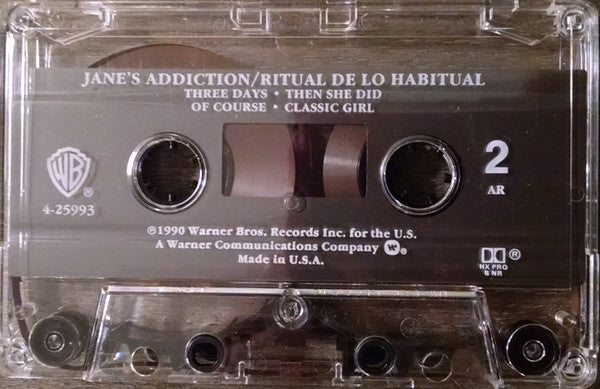 JANE'S ADDICTION/RITUAL DE LO HABITUAL
THREE DAYS • THEN SHE DID
OF COURSE • CLASSIC GIRL
WB
®
4-25993
2
AR
℗1990 Warner Bros. Records Inc. for the U.S.
A Warner Communications Company ®
Made in U.S.A.
®
HX PRO
B NR